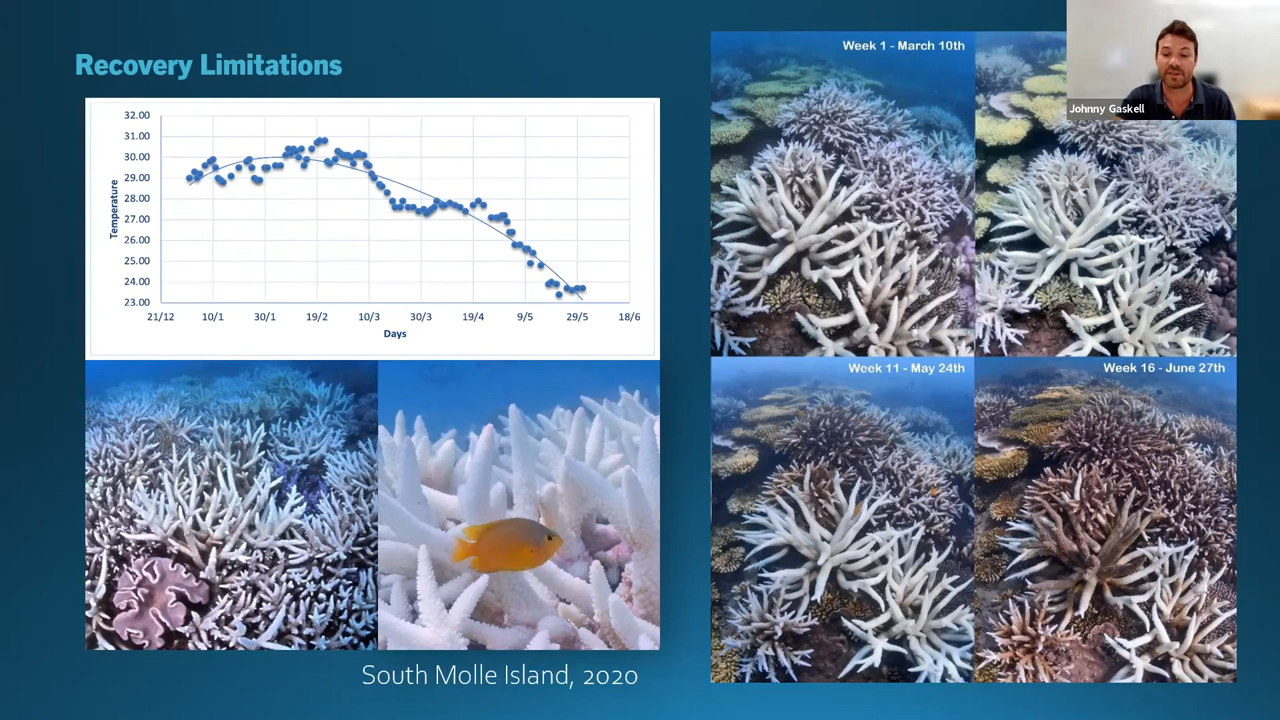 Recovery Limitations
32.00
31.00
30.00
29.00
28.00
27.00
26.00
25.00
24.00
23.00
Temperature
21/12 10/1 30/1 19/2 10/3 30/3 19/4 9/5 29/5 18/6
Days
Week 1 - March 10th
Johnny Gaskell
Week 11 - May 24th
Week 16 - June 27th
South Molle Island, 2020